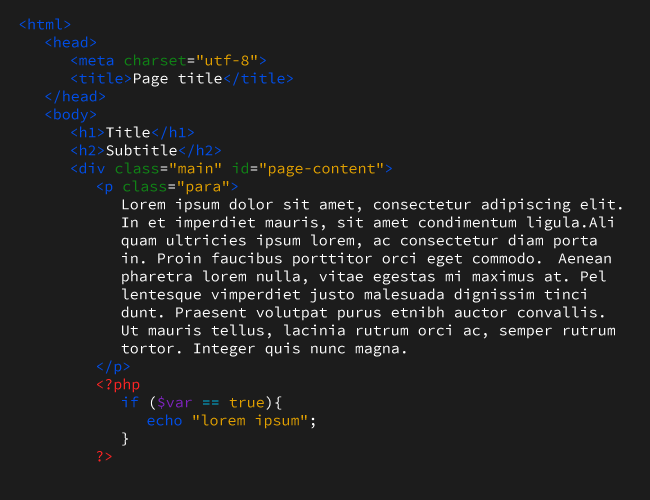 <html>
<head>
<meta charset="utf-8">
<title>Page title</title>
</head>
<body>
<h1>Title</h1>
<h2>Subtitle</h2>
<div class="main" id="page-content">
<p class="para">
Lorem ipsum dolor sit amet, consectetur adipiscing elit.
In et imperdiet mauris, sit amet condimentum ligula.Ali
quam ultricies ipsum lorem, ac consectetur diam porta
in. Proin faucibus porttitor orci eget commodo.  Aenean
pharetra lorem nulla, vitae egestas mi maximus at. Pel
lentesque vimperdiet justo malesuada dignissim tinci
dunt. Praesent volutpat purus etnibh auctor convallis.
Ut mauris tellus, lacinia rutrum orci ac, semper rutrum
tortor. Integer quis nunc magna.
</p>
<?php
if ($var == true){
echo "lorem ipsum";
}
?>